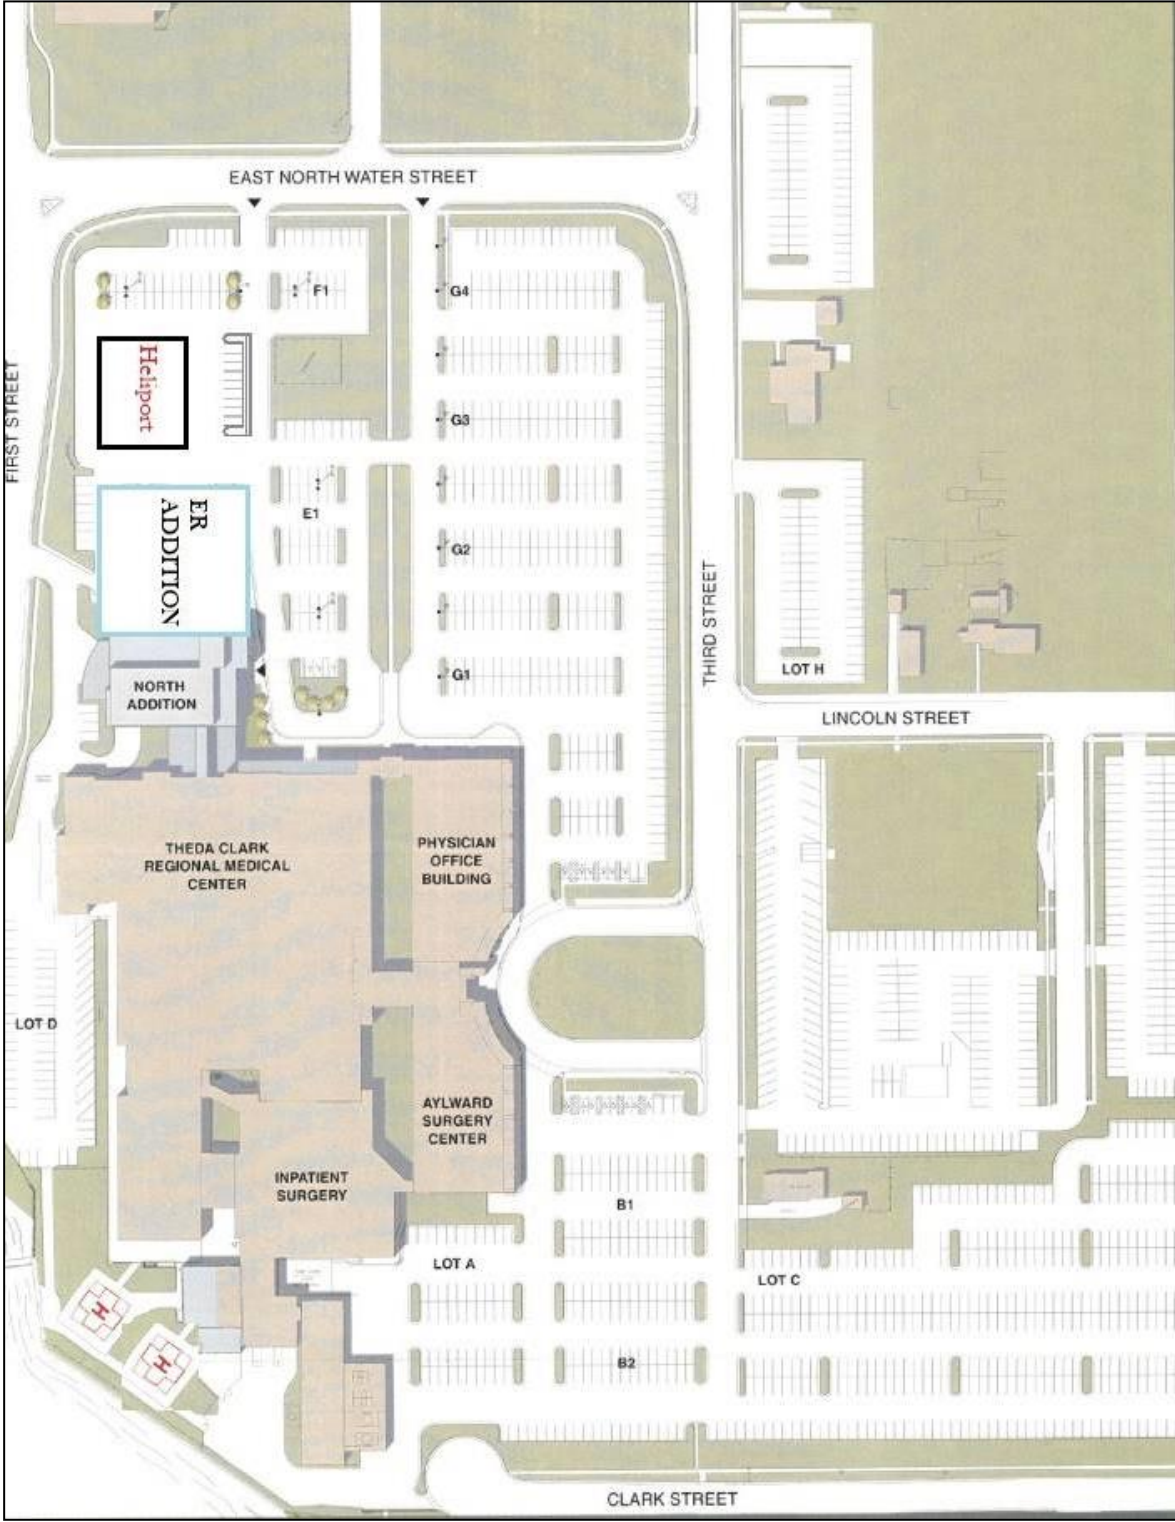 EAST NORTH WATER STREET
F1
G4
Heliport
FIRST STREET
G3
ER
ADDITION
E1
G2
THIRD STREET
G1
LOT H
NORTH
ADDITION
LINCOLN STREET
THEDA CLARK
REGIONAL MEDICAL
CENTER
PHYSICIAN
OFFICE
BUILDING
LOT D
AYLWARD
SURGERY
CENTER
INPATIENT
SURGERY
B1
LOT A
LOT C
H
H
B2
CLARK STREET